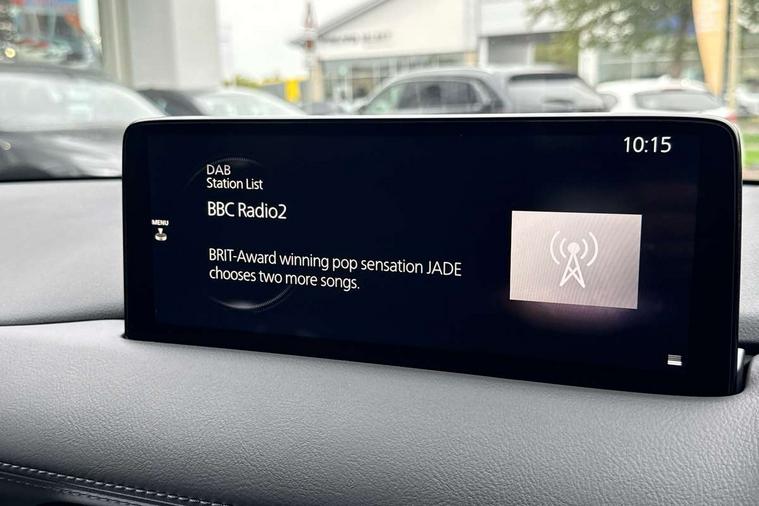 10:15
DAB
Station List
BBC Radio2
MENU
BRIT-Award winning pop sensation JADE
chooses two more songs.